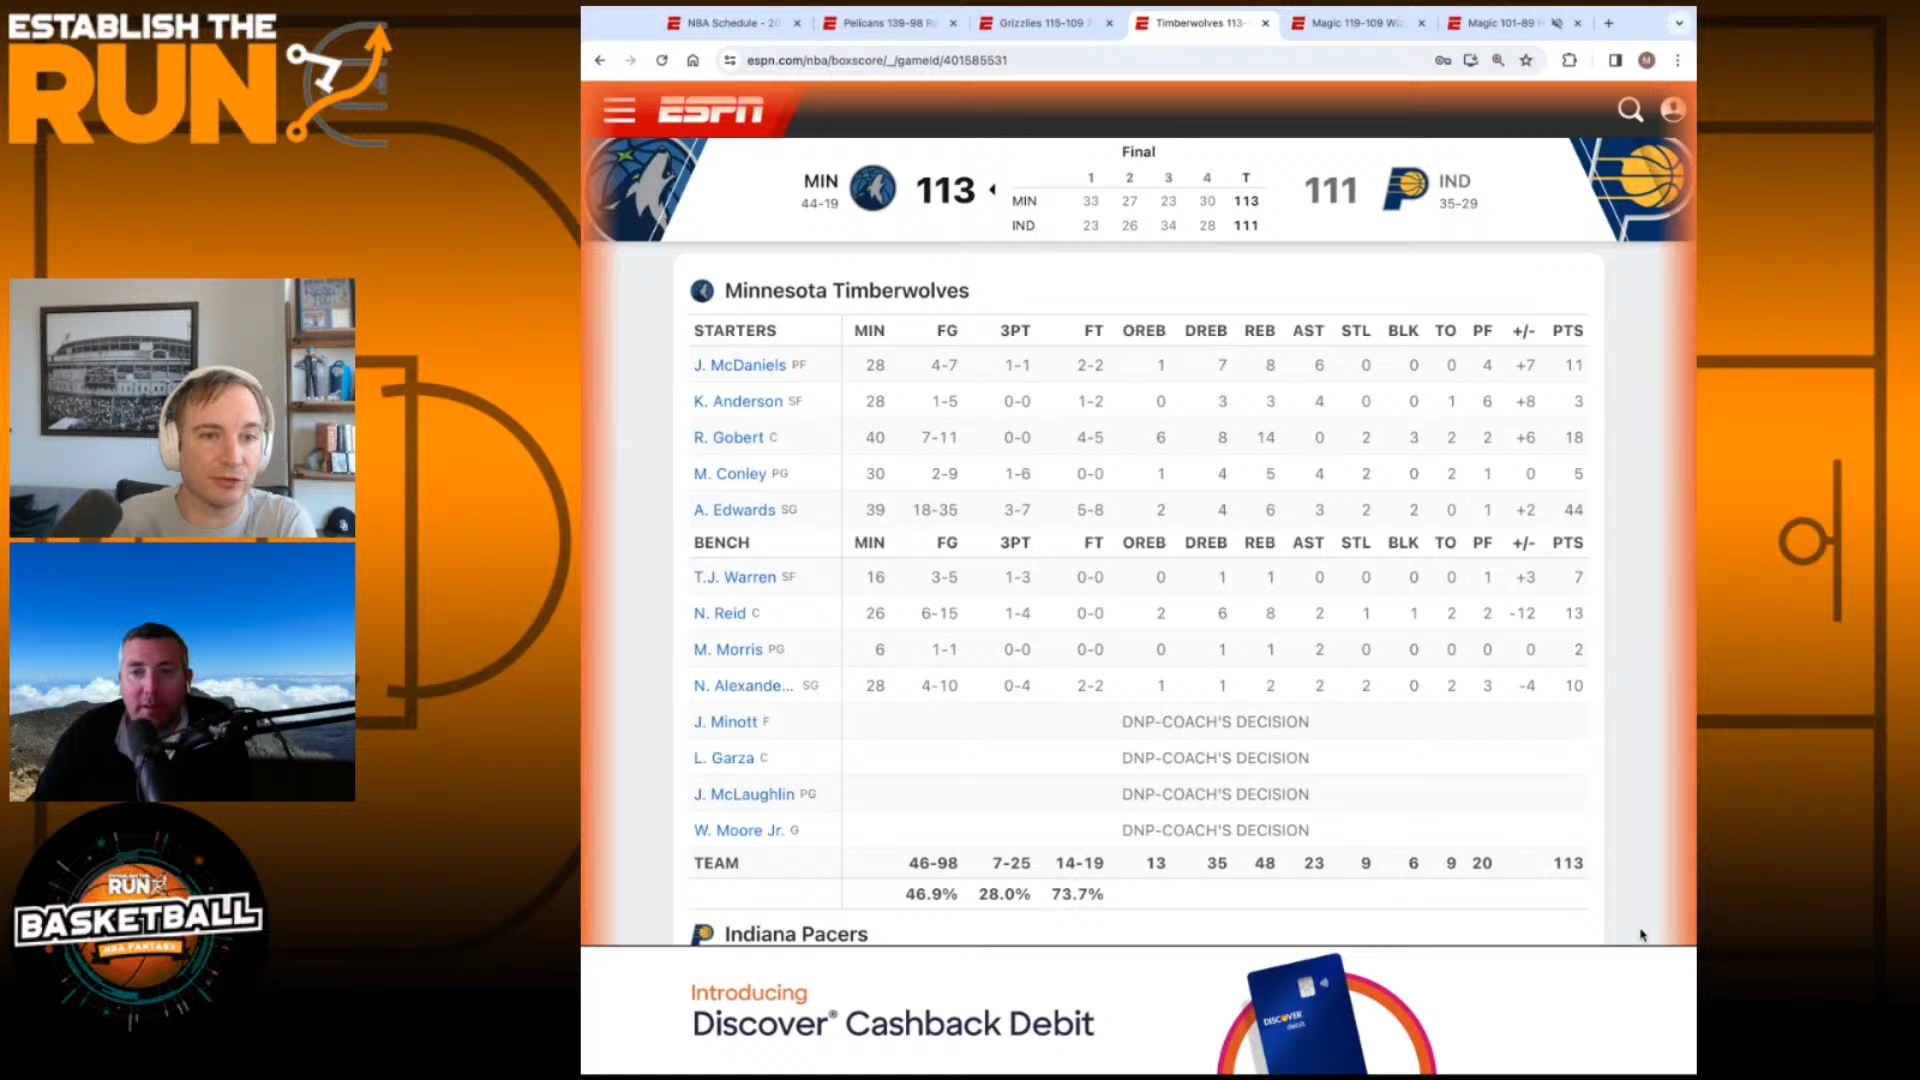 ESTABLISH THE
RUN
NBA Schedule - 20
Pelicans 139-98 R
Grizzlies 115-109 7
Timberwolves 113-
Magic 119-109 Wiz
Magic 101-89
espn.com/nba/boxscore/_/gameId/401585531
M
ESPN
Final
MIN
44-19
113
1 2 3 4 T
MIN 33 27 23 30 113
IND 23 26 34 28 111
111
IND
35-29
Minnesota Timberwolves
STARTERS MIN FG 3PT FT OREB DREB REB AST STL BLK TO PF +/- PTS
J. McDaniels PF 28 4-7 1-1 2-2 1 7 8 6 0 0 0 4 +7 11
K. Anderson SF 28 1-5 0-0 1-2 0 3 3 4 0 0 1 6 +8 3
R. Gobert C 40 7-11 0-0 4-5 6 8 14 0 2 3 2 2 +6 18
M. Conley PG 30 2-9 1-6 0-0 1 4 5 4 2 0 2 1 0 5
A. Edwards SG 39 18-35 3-7 5-8 2 4 6 3 2 2 0 1 +2 44
BENCH MIN FG 3PT FT OREB DREB REB AST STL BLK TO PF +/- PTS
T.J. Warren SF 16 3-5 1-3 0-0 0 1 1 0 0 0 0 1 +3 7
N. Reid C 26 6-15 1-4 0-0 2 6 8 2 1 1 2 2 -12 13
M. Morris PG 6 1-1 0-0 0-0 0 1 1 2 0 0 0 0 0 2
N. Alexande... SG 28 4-10 0-4 2-2 1 1 2 2 2 0 2 3 -4 10
J. Minott F DNP-COACH'S DECISION
L. Garza C DNP-COACH'S DECISION
J. McLaughlin PG DNP-COACH'S DECISION
W. Moore Jr. G DNP-COACH'S DECISION
TEAM 46-98 7-25 14-19 13 35 48 23 9 6 9 20 113
46.9% 28.0% 73.7%
Indiana Pacers
Introducing
Discover® Cashback Debit
DISCOVER
debit
ESTABLISH THE
RUN
BASKETBALL
NBA FANTASY